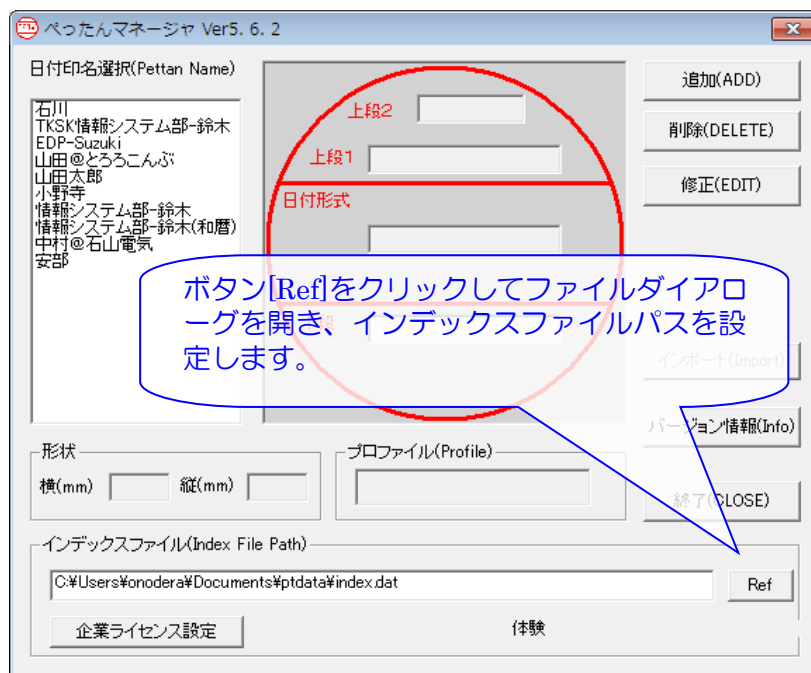 ぺったんマネージャ Ver5. 6. 2
日付印名選択(Pettan Name)
石川
TKSK情報システム部-鈴木
EDP-Suzuki
山田@とろろこんぶ
山田太郎
小野寺
情報システム部-鈴木
情報システム部-鈴木(和暦)
中村@石山電気
安部
上段2
上段1
日付形式
追加(ADD)
削除(DELETE)
修正(EDIT)
ボタン[Ref]をクリックしてファイルダイアロ
ーグを開き、インデックスファイルパスを設
定します。
インポート(Import)
バージョン情報(Info)
終了(CLOSE)
形状
横(mm)
縦(mm)
プロファイル(Profile)
インデックスファイル(Index File Path)
C:¥Users¥onodera¥Documents¥ptdata¥index.dat
Ref
企業ライセンス設定
体験